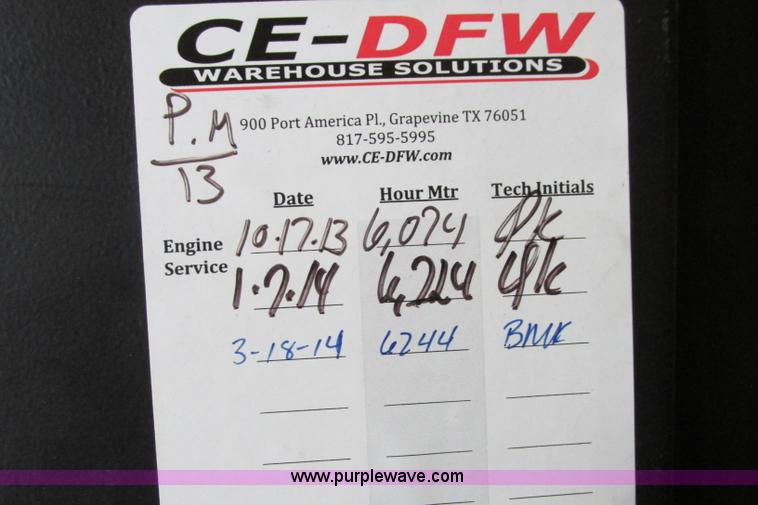 CE-DFW
WAREHOUSE SOLUTIONS
P.M
13
900 Port America Pl., Grapevine TX 76051
817-595-5995
www.CE-DFW.com
Date Hour Mtr Tech Initials
Engine Service 10.17.13 6,074
1.7.14 6,224
3-18-14 6244 BMK
www.purplewave.com